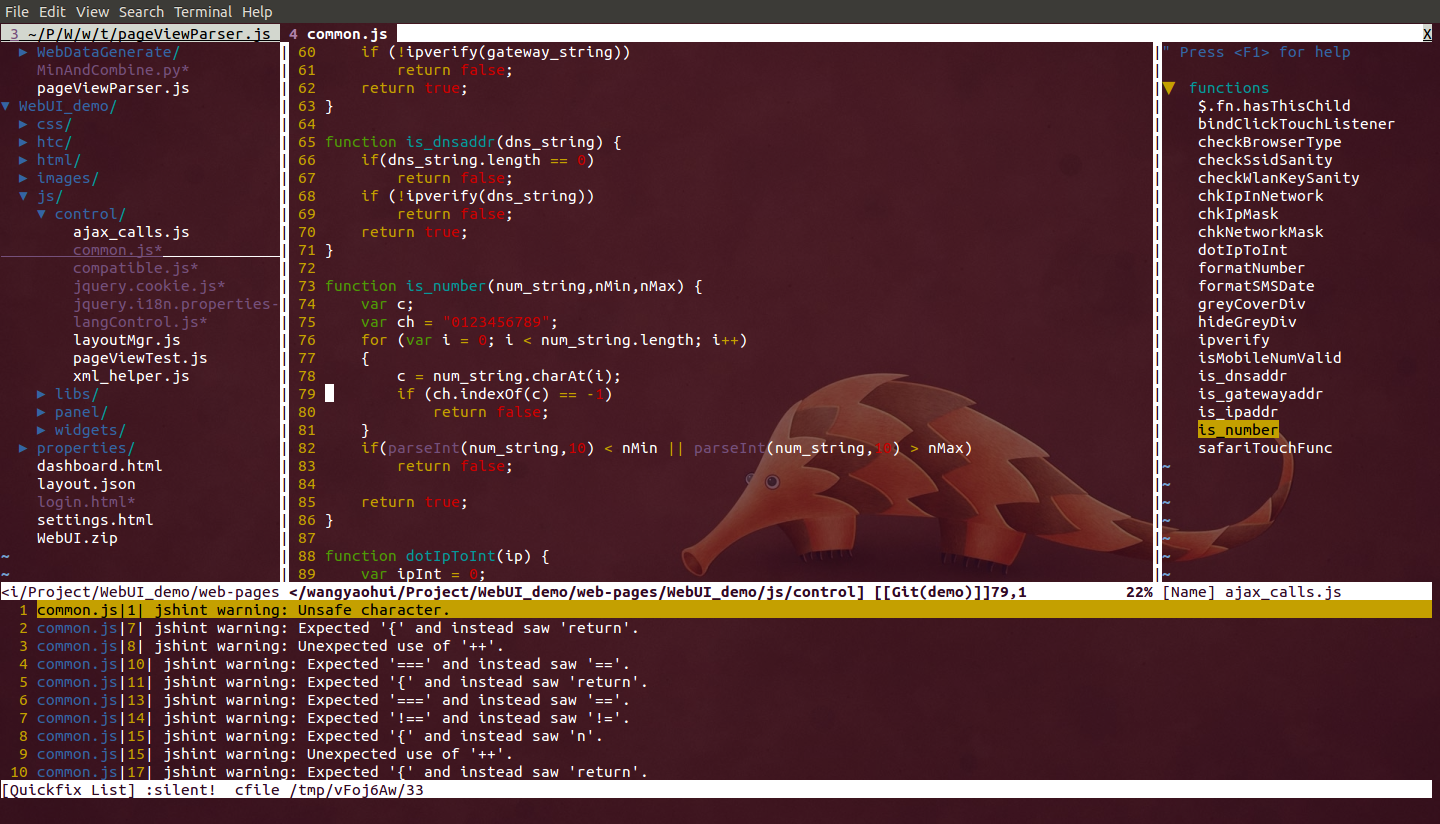 File Edit View Search Terminal Help
3 ~/P/W/w/t/pageViewParser.js 4 common.js X
▶ WebDataGenerate/
MinAndCombine.py*
pageViewParser.js
▼ WebUI_demo/
▶ css/
▶ htc/
▶ html/
▶ images/
▼ js/
▼ control/
ajax_calls.js
common.js*
compatible.js*
jquery.cookie.js*
jquery.i18n.properties-
langControl.js*
layoutMgr.js
pageViewTest.js
xml_helper.js
▶ libs/
▶ panel/
▶ widgets/
▶ properties/
dashboard.html
layout.json
login.html*
settings.html
WebUI.zip
~
~
<i/Project/WebUI_demo/web-pages
60     if (!ipverify(gateway_string))
61         return false;
62     return true;
63 }
64
65 function is_dnsaddr(dns_string) {
66     if(dns_string.length == 0)
67         return false;
68     if (!ipverify(dns_string))
69         return false;
70     return true;
71 }
72
73 function is_number(num_string,nMin,nMax) {
74     var c;
75     var ch = "0123456789";
76     for (var i = 0; i < num_string.length; i++)
77     {
78         c = num_string.charAt(i);
79         if (ch.indexOf(c) == -1)
80             return false;
81     }
82     if(parseInt(num_string,10) < nMin || parseInt(num_string,10) > nMax)
83         return false;
84
85     return true;
86 }
87
88 function dotIpToInt(ip) {
89     var ipInt = 0;
</wangyaohui/Project/WebUI_demo/web-pages/WebUI_demo/js/control] [[Git(demo)]]79,1 22%
" Press <F1> for help
▼ functions
$.fn.hasThisChild
bindClickTouchListener
checkBrowserType
checkSsidSanity
checkWlanKeySanity
chkIpInNetwork
chkIpMask
chkNetworkMask
dotIpToInt
formatNumber
formatSMSDate
greyCoverDiv
hideGreyDiv
ipverify
isMobileNumValid
is_dnsaddr
is_gatewayaddr
is_ipaddr
is_number
safariTouchFunc
~
~
~
~
~
~
~
[Name] ajax_calls.js
1 common.js|1| jshint warning: Unsafe character.
2 common.js|7| jshint warning: Expected '{' and instead saw 'return'.
3 common.js|8| jshint warning: Unexpected use of '++'.
4 common.js|10| jshint warning: Expected '===' and instead saw '=='.
5 common.js|11| jshint warning: Expected '{' and instead saw 'return'.
6 common.js|13| jshint warning: Expected '===' and instead saw '=='.
7 common.js|14| jshint warning: Expected '!==' and instead saw '!='.
8 common.js|15| jshint warning: Expected '{' and instead saw 'n'.
9 common.js|15| jshint warning: Unexpected use of '++'.
10 common.js|17| jshint warning: Expected '{' and instead saw 'return'.
[Quickfix List] :silent!  cfile /tmp/vFoj6Aw/33